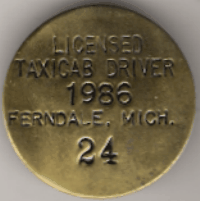 LICENSED
TAXICAB DRIVER
1986
FERNDALE, MICH.
24